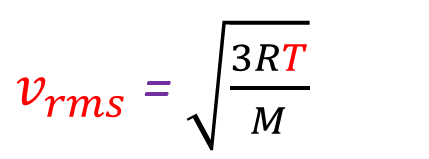 v_rms = √(3RT/M)